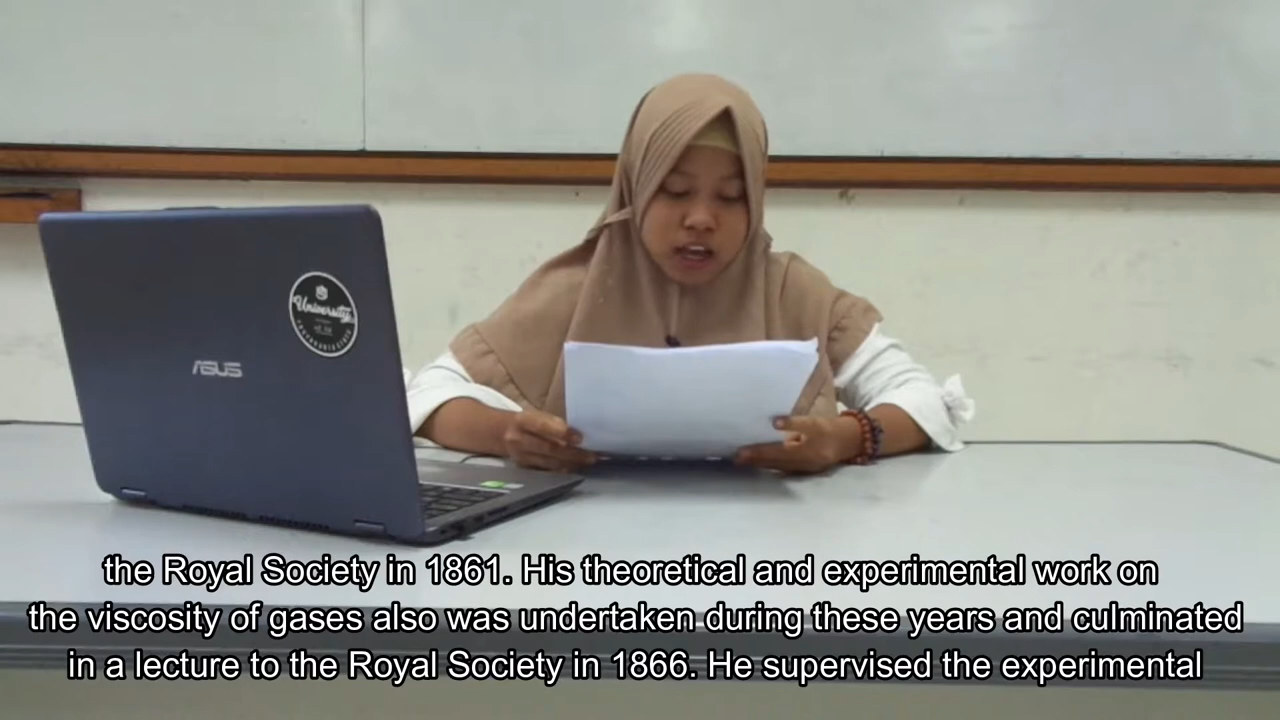 University
ASUS
the Royal Society in 1861. His theoretical and experimental work on
the viscosity of gases also was undertaken during these years and culminated
in a lecture to the Royal Society in 1866. He supervised the experimental